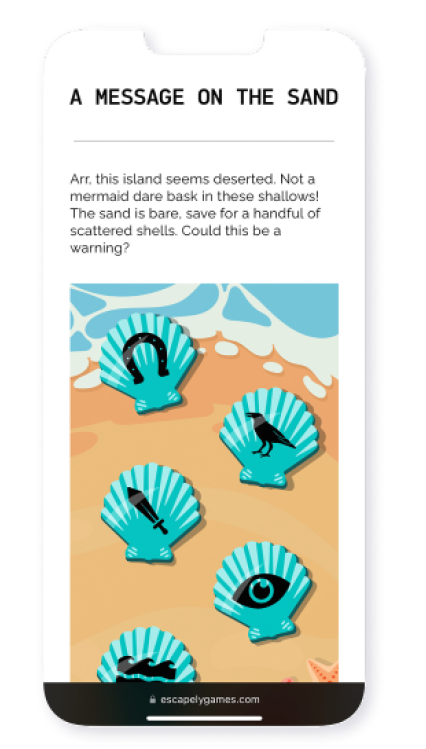 A MESSAGE ON THE SAND
Arr, this island seems deserted. Not a
mermaid dare bask in these shallows!
The sand is bare, save for a handful of
scattered shells. Could this be a
warning?
escapelygames.com